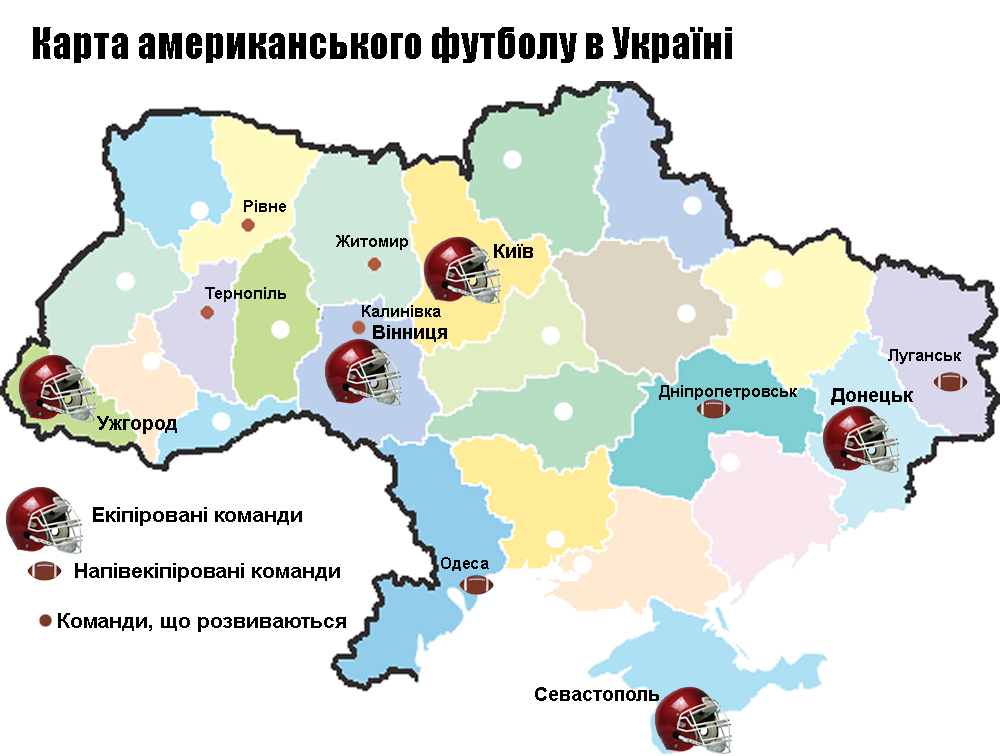 Карта американського футболу в Україні
Рівне
Житомир
Київ
Тернопіль
Калинівка
Вінниця
Луганськ
Дніпропетровськ
Донецьк
Ужгород
Екіпіровані команди
Одеса
Напівекіпіровані команди
Команди, що розвиваються
Севастополь